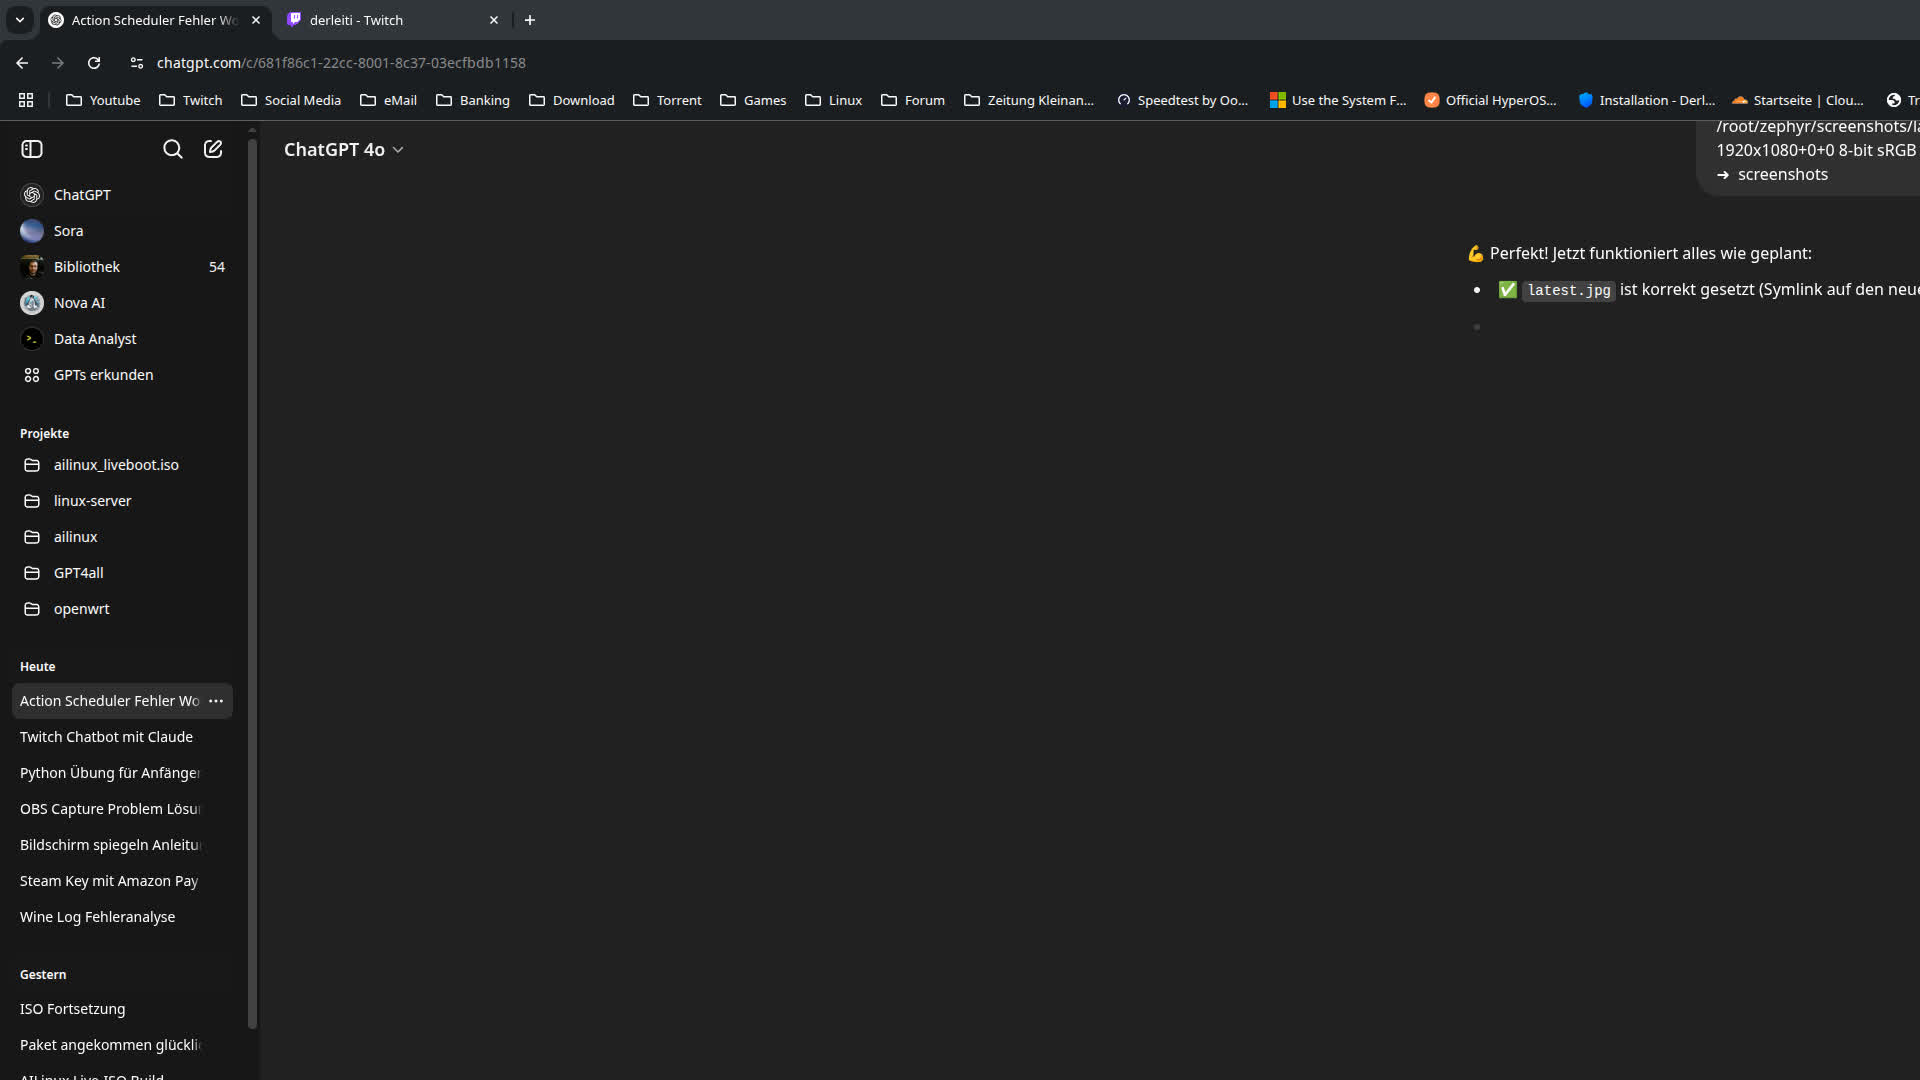 Action Scheduler Fehler Wo
derleiti - Twitch
chatgpt.com/c/681f86c1-22cc-8001-8c37-03ecfbdb1158
Youtube
Twitch
Social Media
eMail
Banking
Download
Torrent
Games
Linux
Forum
Zeitung Kleinan...
Speedtest by Oo...
Use the System F...
Official HyperOS...
Installation - Derl...
Startseite | Clou...
Tr
ChatGPT
Sora
Bibliothek 54
Nova AI
Data Analyst
GPTs erkunden
Projekte
ailinux_liveboot.iso
linux-server
ailinux
GPT4all
openwrt
Heute
Action Scheduler Fehler Wo
Twitch Chatbot mit Claude
Python Übung für Anfänger
OBS Capture Problem Lösu
Bildschirm spiegeln Anleitu
Steam Key mit Amazon Pay
Wine Log Fehleranalyse
Gestern
ISO Fortsetzung
Paket angekommen glückli
AILinux Live-ISO Build
ChatGPT 4o
/root/zephyr/screenshots/la
1920x1080+0+0 8-bit sRGB
→ screenshots
💪 Perfekt! Jetzt funktioniert alles wie geplant:
• ✅ latest.jpg ist korrekt gesetzt (Symlink auf den neue